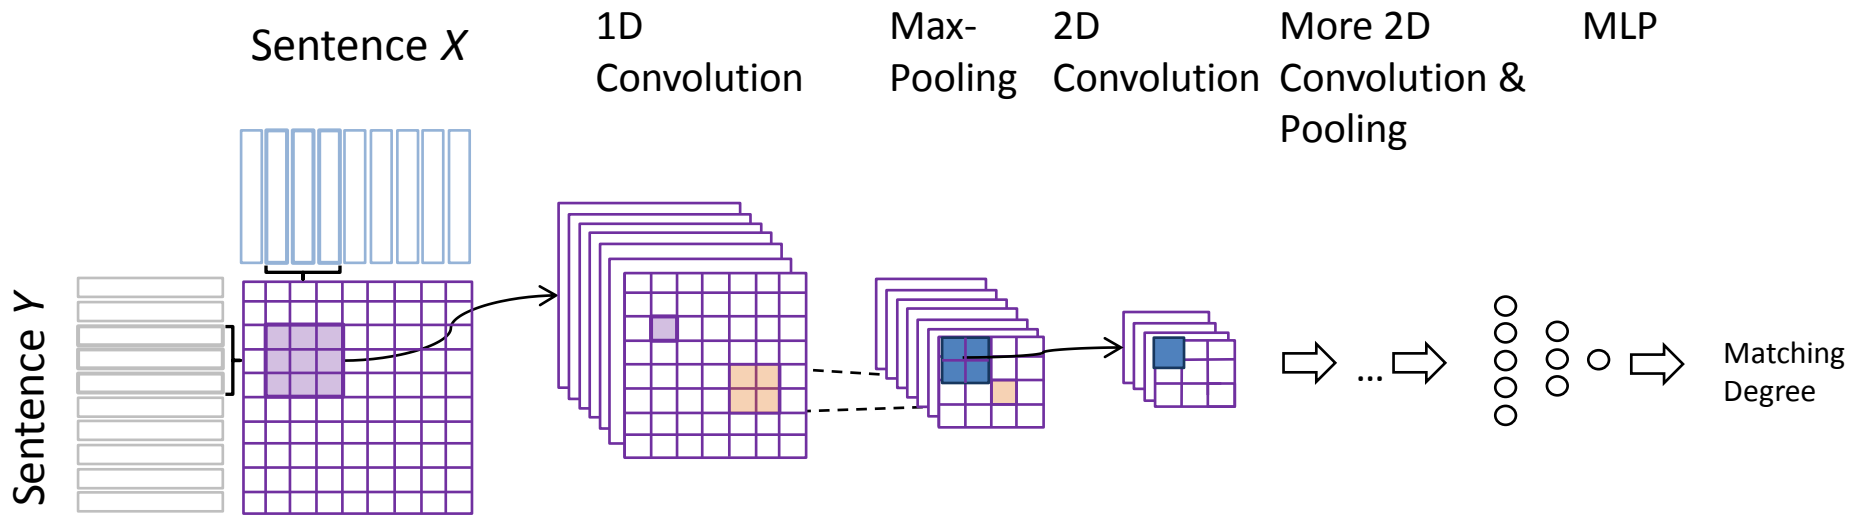 Sentence X
1D
Convolution
Max-
Pooling
2D
Convolution
More 2D
Convolution &
Pooling
MLP
Sentence Y
...
Matching
Degree